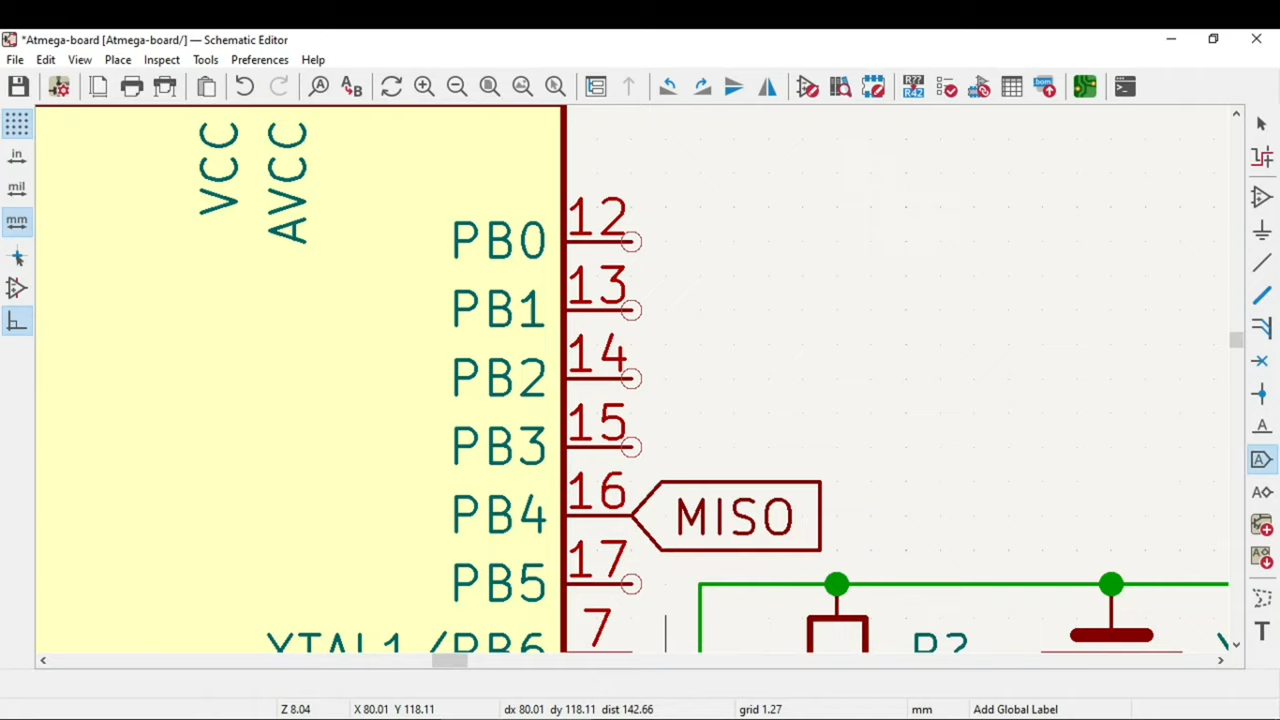 *Atmega-board [Atmega-board/] — Schematic Editor
File Edit View Place Inspect Tools Preferences Help
in
mil
mm
VCC
AVCC
PB0 12
PB1 13
PB2 14
PB3 15
PB4 16 MISO
PB5 17
XTAL1/PB6 7
R?
Z 8.04 X 80.01 Y 118.11 dx 80.01 dy 118.11 dist 142.66 grid 1.27 mm Add Global Label